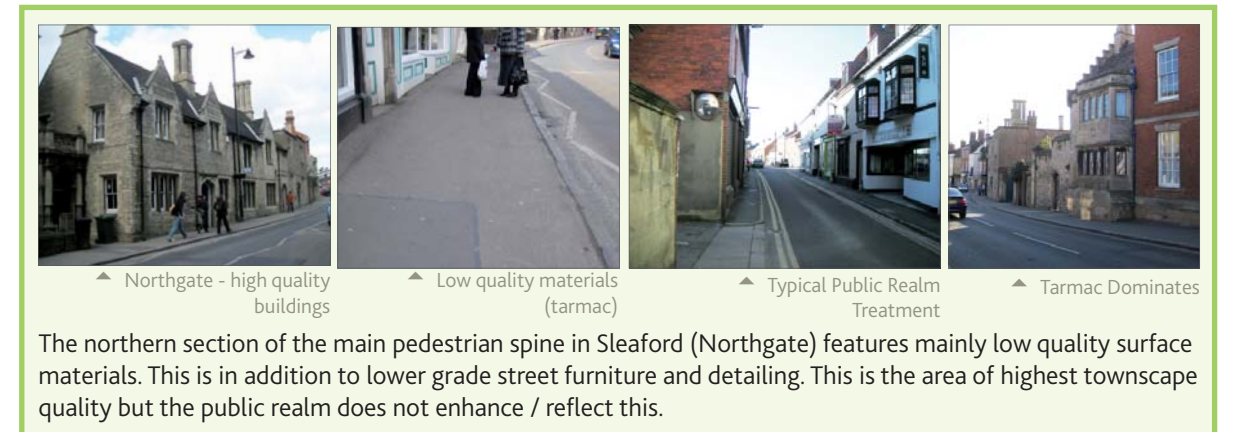 Northgate - high quality
buildings
Low quality materials
(tarmac)
Typical Public Realm
Treatment
Tarmac Dominates
The northern section of the main pedestrian spine in Sleaford (Northgate) features mainly low quality surface
materials. This is in addition to lower grade street furniture and detailing. This is the area of highest townscape
quality but the public realm does not enhance / reflect this.